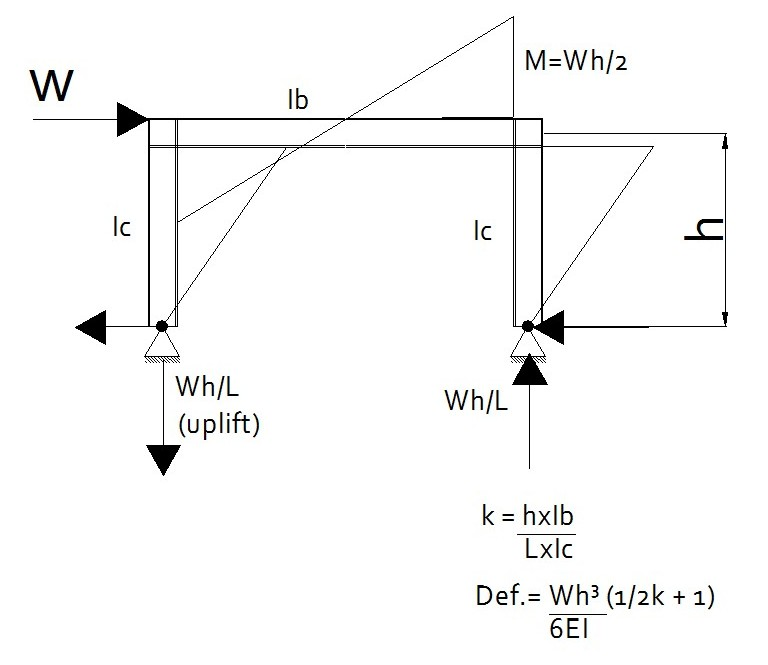 W
Ib
M=Wh/2
Ic
Ic
h
Wh/L
(uplift)
Wh/L
k = hxIb
LxIc
Def.= Wh³ (1/2k + 1)
6EI